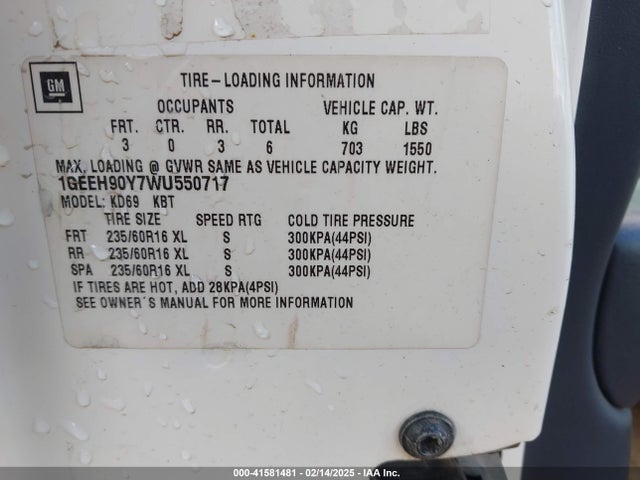 GM
TIRE-LOADING INFORMATION
OCCUPANTS VEHICLE CAP. WT.
FRT. CTR. RR. TOTAL KG LBS
3 0 3 6 703 1550
MAX. LOADING @ GVWR SAME AS VEHICLE CAPACITY WEIGHT.
1GEEH90Y7WU550717
MODEL: KD69 KBT
TIRE SIZE SPEED RTG COLD TIRE PRESSURE
FRT 235/60R16 XL S 300KPA(44PSI)
RR 235/60R16 XL S 300KPA(44PSI)
SPA 235/60R16 XL S 300KPA(44PSI)
IF TIRES ARE HOT, ADD 28KPA(4PSI)
SEE OWNER'S MANUAL FOR MORE INFORMATION
000-41581481 - 02/14/2025 - IAA Inc.